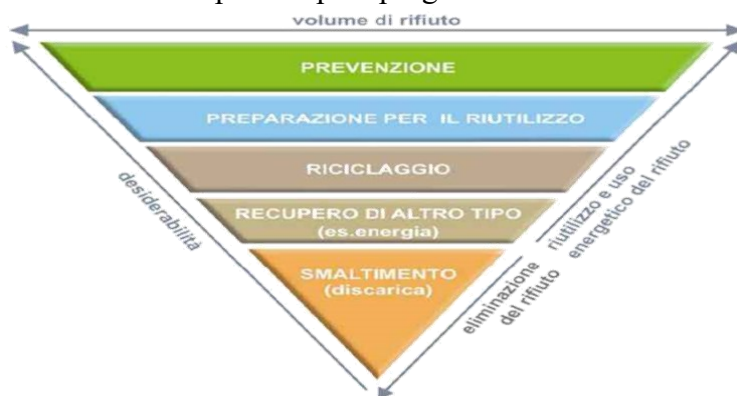 volume di rifiuto
PREVENZIONE
PREPARAZIONE PER IL RIUTILIZZO
RICICLAGGIO
RECUPERO DI ALTRO TIPO
(es.energia)
SMALTIMENTO
(discarica)
desiderabilità
riutilizzo e uso
energetico del rifiuto
eliminazione
del rifiuto